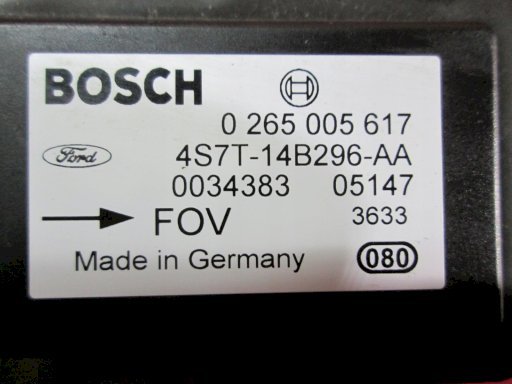 BOSCH
0 265 005 617
Ford 4S7T-14B296-AA
0034383 05147
FOV 3633
Made in Germany 080